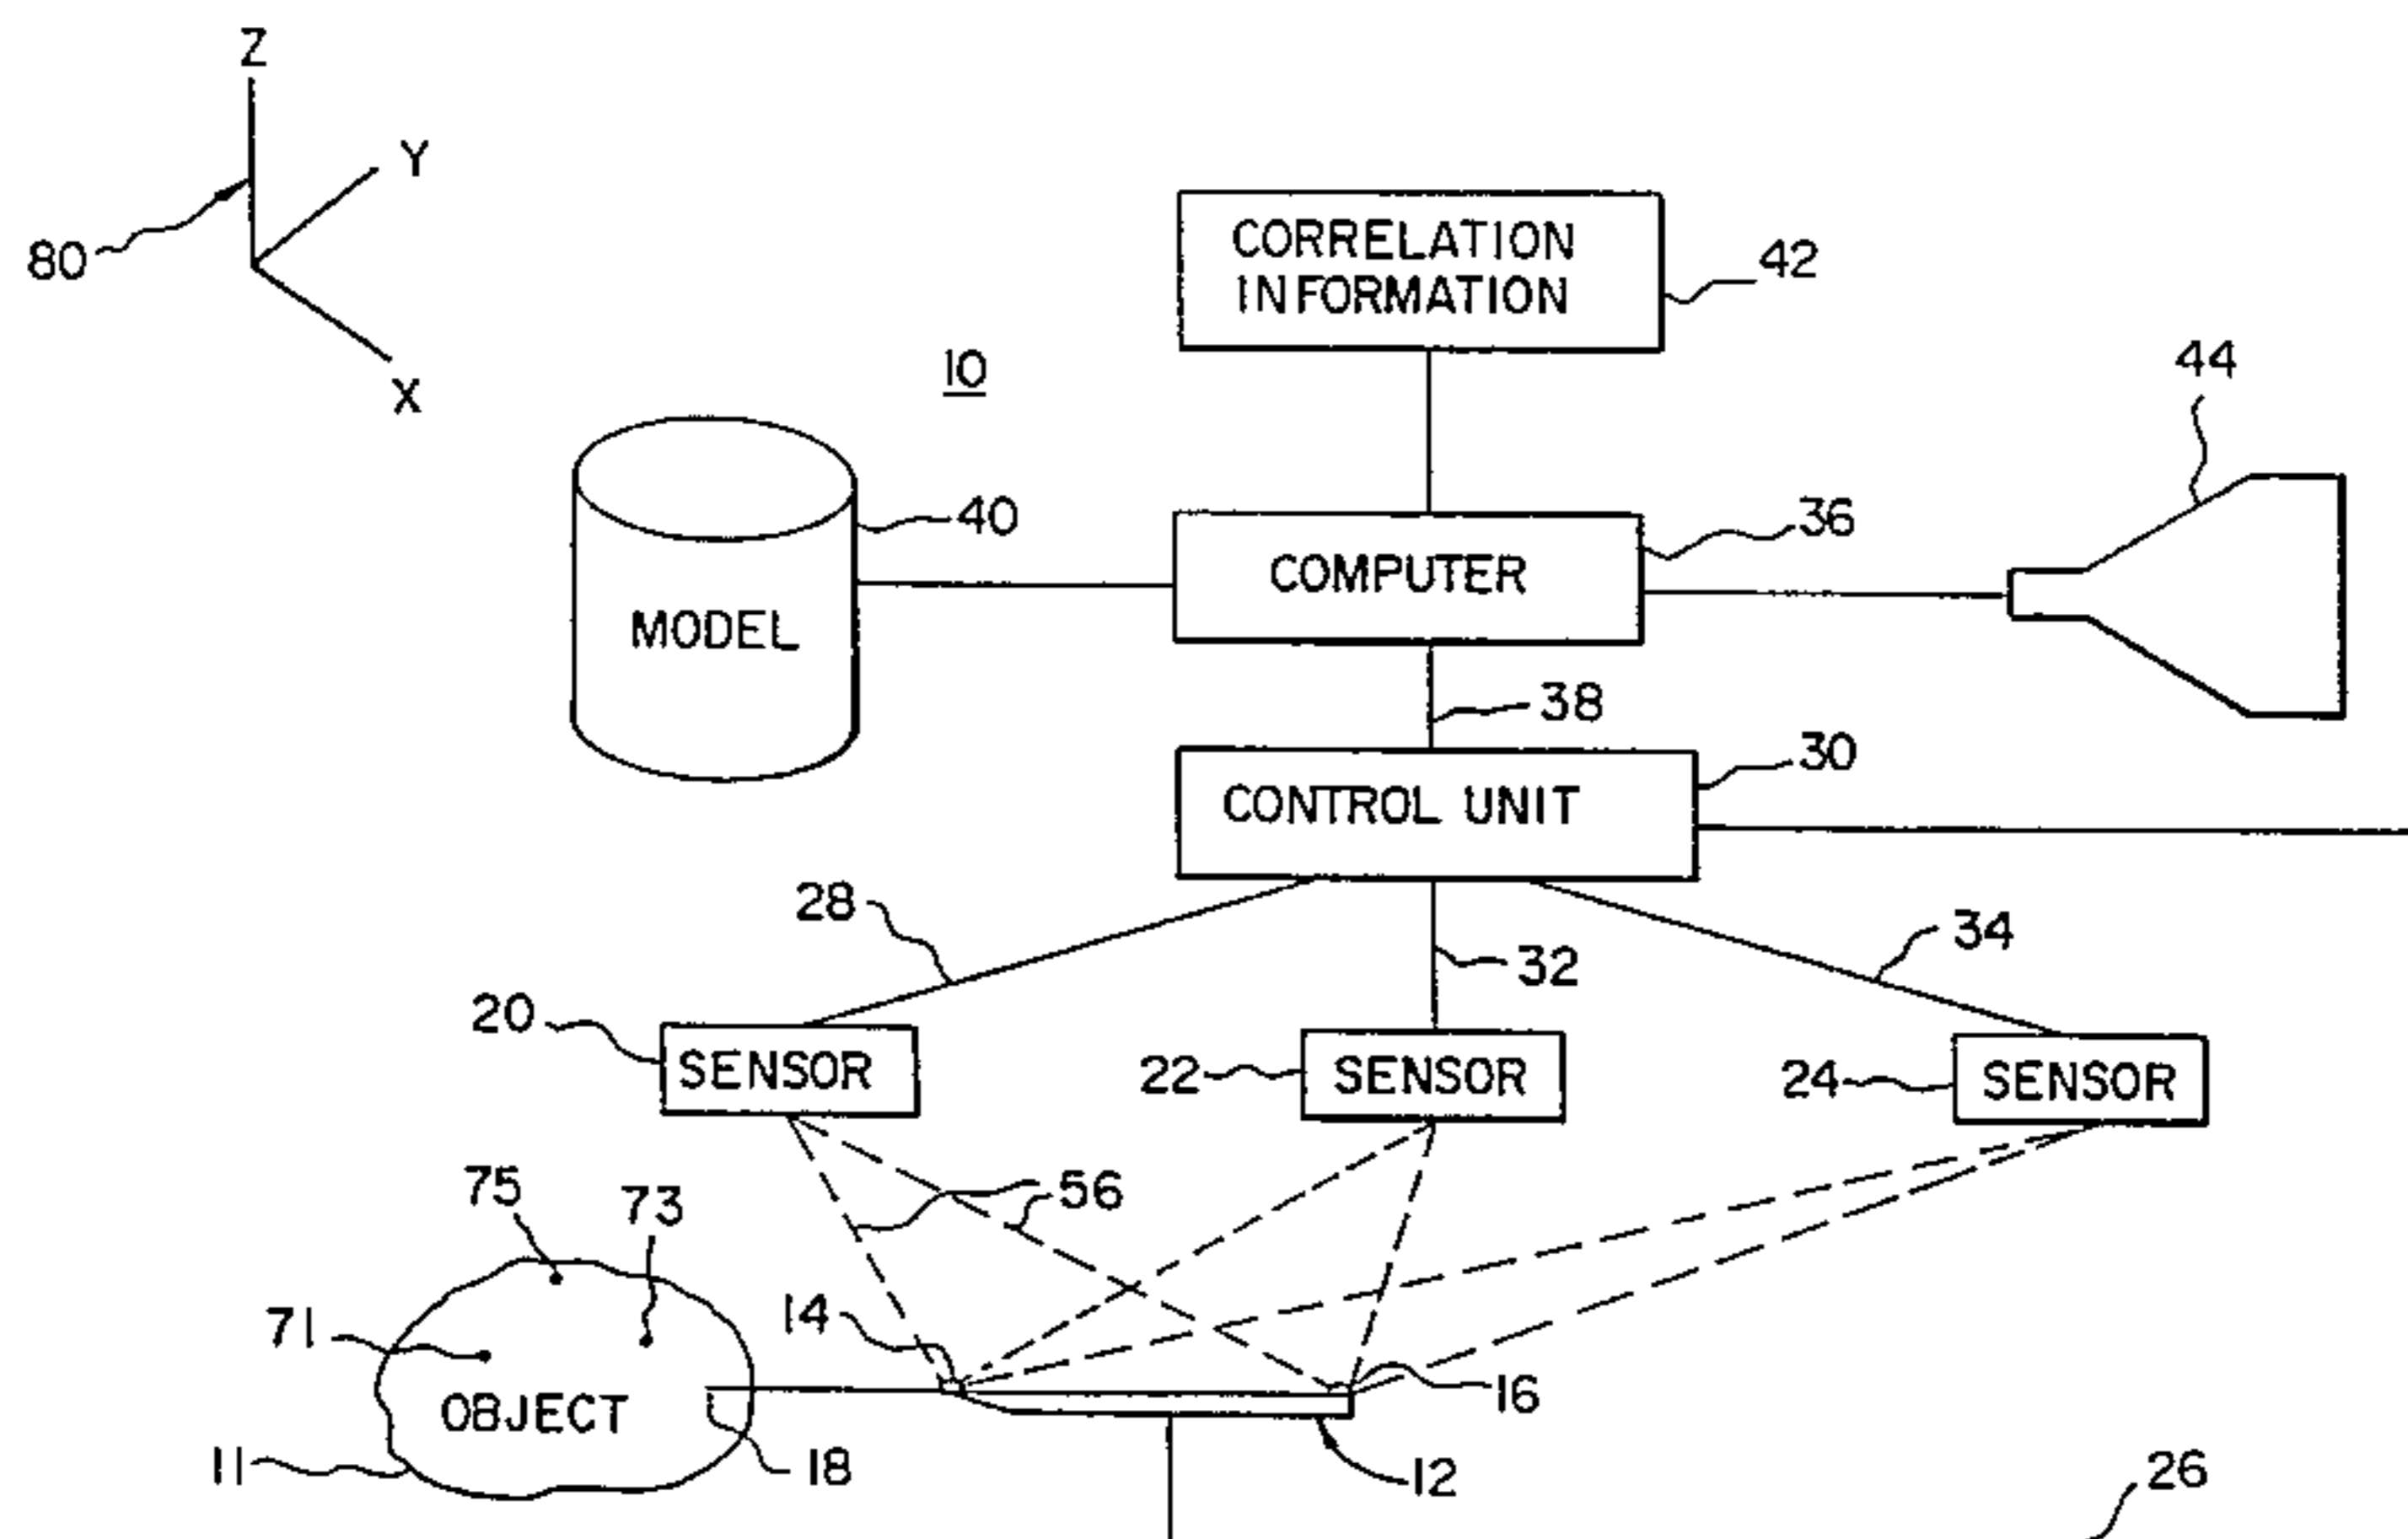 Z
Y
80
X
10
CORRELATION
INFORMATION
42
44
40
MODEL
COMPUTER
36
38
CONTROL UNIT
30
28
32
34
20
SENSOR
22
SENSOR
24
SENSOR
75
73
56
71
14
OBJECT
16
11
18
12
26